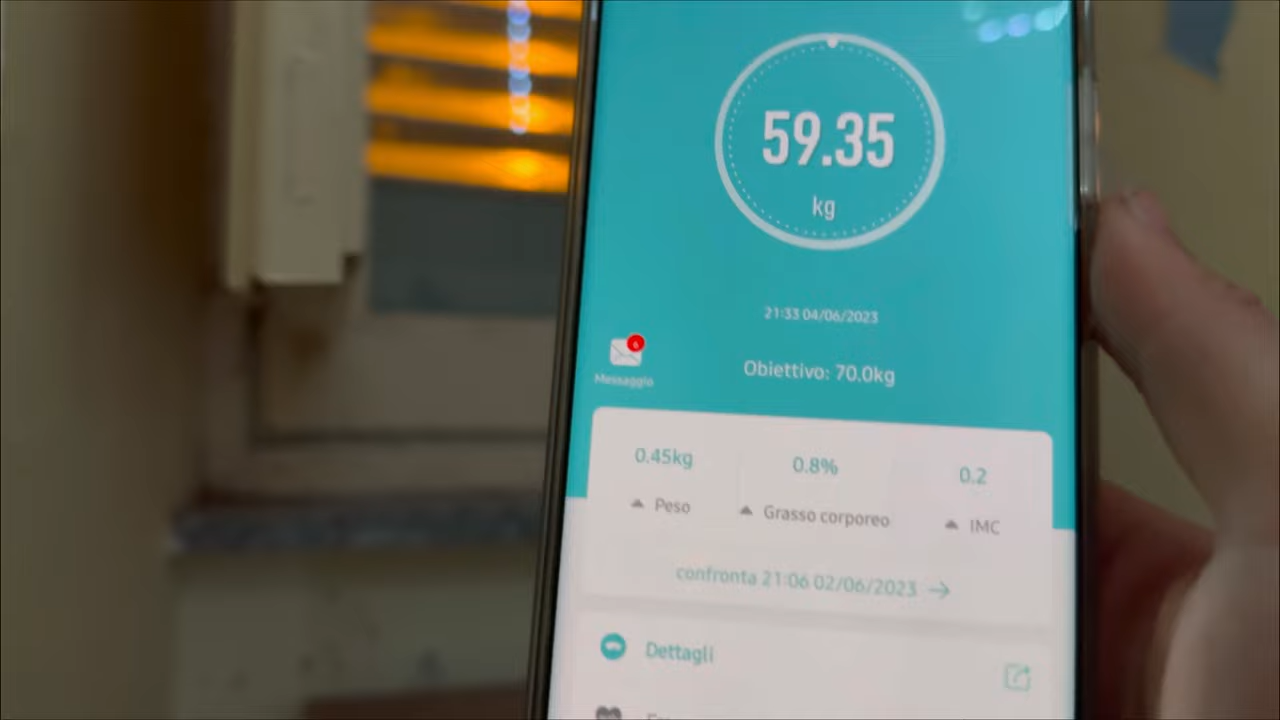 59.35
kg
21:33 04/06/2023
6
Messaggio
Obiettivo: 70.0kg
0.45kg
0.8%
0.2
Peso
Grasso corporeo
IMC
confronta 21:06 02/06/2023
Dettagli